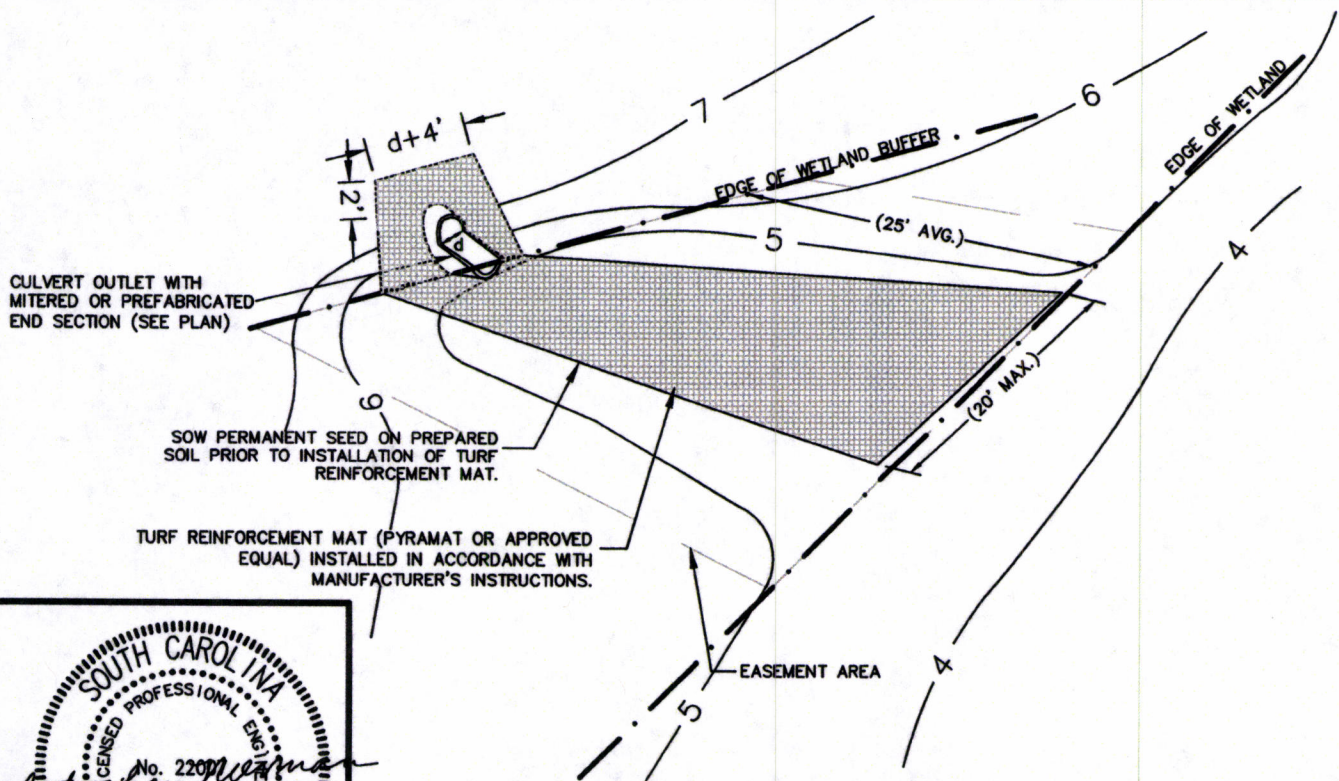 7
6
d+4'
EDGE OF WETLAND
EDGE OF WETLAND BUFFER
2'
(25' AVG.)
5
d
4
CULVERT OUTLET WITH
MITERED OR PREFABRICATED
END SECTION (SEE PLAN)
(20' MAX.)
6
SOW PERMANENT SEED ON PREPARED
SOIL PRIOR TO INSTALLATION OF TURF
REINFORCEMENT MAT.
TURF REINFORCEMENT MAT (PYRAMAT OR APPROVED
EQUAL) INSTALLED IN ACCORDANCE WITH
MANUFACTURER'S INSTRUCTIONS.
EASEMENT AREA
4
5
SOUTH CAROLINA
PROFESSIONAL
No.